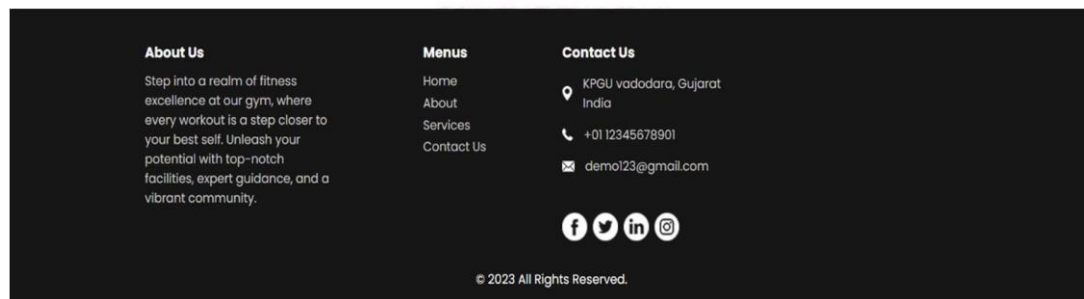 About Us
Step into a realm of fitness
excellence at our gym, where
every workout is a step closer to
your best self. Unleash your
potential with top-notch
facilities, expert guidance, and a
vibrant community.
Menus
Home
About
Services
Contact Us
Contact Us
KPGU vadodara, Gujarat
India
+01 12345678901
demo123@gmail.com
f in
© 2023 All Rights Reserved.